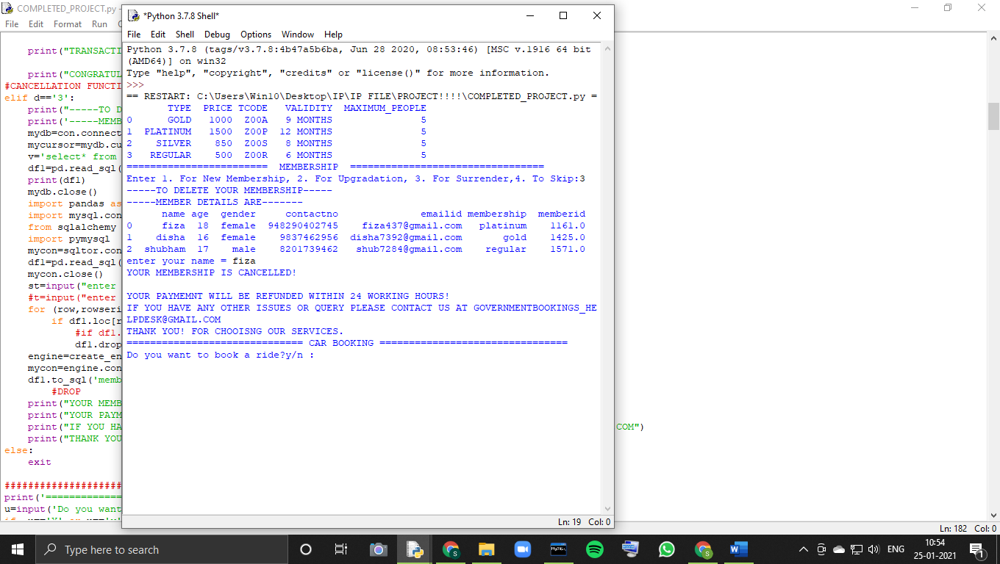 COMPLETED_PROJECT.py -
File Edit Format Run
print("TRANSACTI
print("CONGRATUL
#CANCELLATION FUNCTI
elif d=='3':
print("-----TO D
print('-----MEMB
mydb=con.connect
mycursor=mydb.cu
v='select* from
df1=pd.read_sql(
print(df1)
mydb.close()
import pandas as
import mysql.con
from sqlalchemy
import pymysql
mycon=sqltor.con
df1=pd.read_sql(
mycon.close()
st=input("enter
#t=input("enter
for (row,rowseri
if df1.loc[r
#if df1.
df1.drop
engine=create_en
mycon=engine.con
df1.to_sql('memb
#DROP
print("YOUR MEMB
print("YOUR PAYM
print("IF YOU HA
COM")
print("THANK YOU
else:
exit
####################
print('=============
u=input('Do you want
*Python 3.7.8 Shell*
File Edit Shell Debug Options Window Help
Python 3.7.8 (tags/v3.7.8:4b47a5b6ba, Jun 28 2020, 08:53:46) [MSC v.1916 64 bit
(AMD64)] on win32
Type "help", "copyright", "credits" or "license()" for more information.
>>>
== RESTART: C:\Users\Win10\Desktop\IP\IP FILE\PROJECT!!!!\COMPLETED_PROJECT.py =
TYPE PRICE TCODE VALIDITY MAXIMUM_PEOPLE
0 GOLD 1000 Z00A 9 MONTHS 5
1 PLATINUM 1500 Z00P 12 MONTHS 5
2 SILVER 850 Z00S 8 MONTHS 5
3 REGULAR 500 Z00R 6 MONTHS 5
======================== MEMBERSHIP =================================
Enter 1. For New Membership, 2. For Upgradation, 3. For Surrender,4. To Skip:3
-----TO DELETE YOUR MEMBERSHIP-----
-----MEMBER DETAILS ARE-------
name age gender contactno emailid membership memberid
0 fiza 18 female 948290402745 fiza437@gmail.com platinum 1161.0
1 disha 16 female 9837462956 disha7392@gmail.com gold 1425.0
2 shubham 17 male 8201739462 shub7284@gmail.com regular 1571.0
enter your name = fiza
YOUR MEMBERSHIP IS CANCELLED!
YOUR PAYMEMNT WILL BE REFUNDED WITHIN 24 WORKING HOURS!
IF YOU HAVE ANY OTHER ISSUES OR QUERY PLEASE CONTACT US AT GOVERNMENTBOOKINGS_HE
LPDESK@GMAIL.COM
THANK YOU! FOR CHOOISNG OUR SERVICES.
============================== CAR BOOKING ================================
Do you want to book a ride?y/n :
Ln: 19 Col: 0
Ln: 182 Col: 0
Type here to search
ENG
10:54
25-01-2021
1